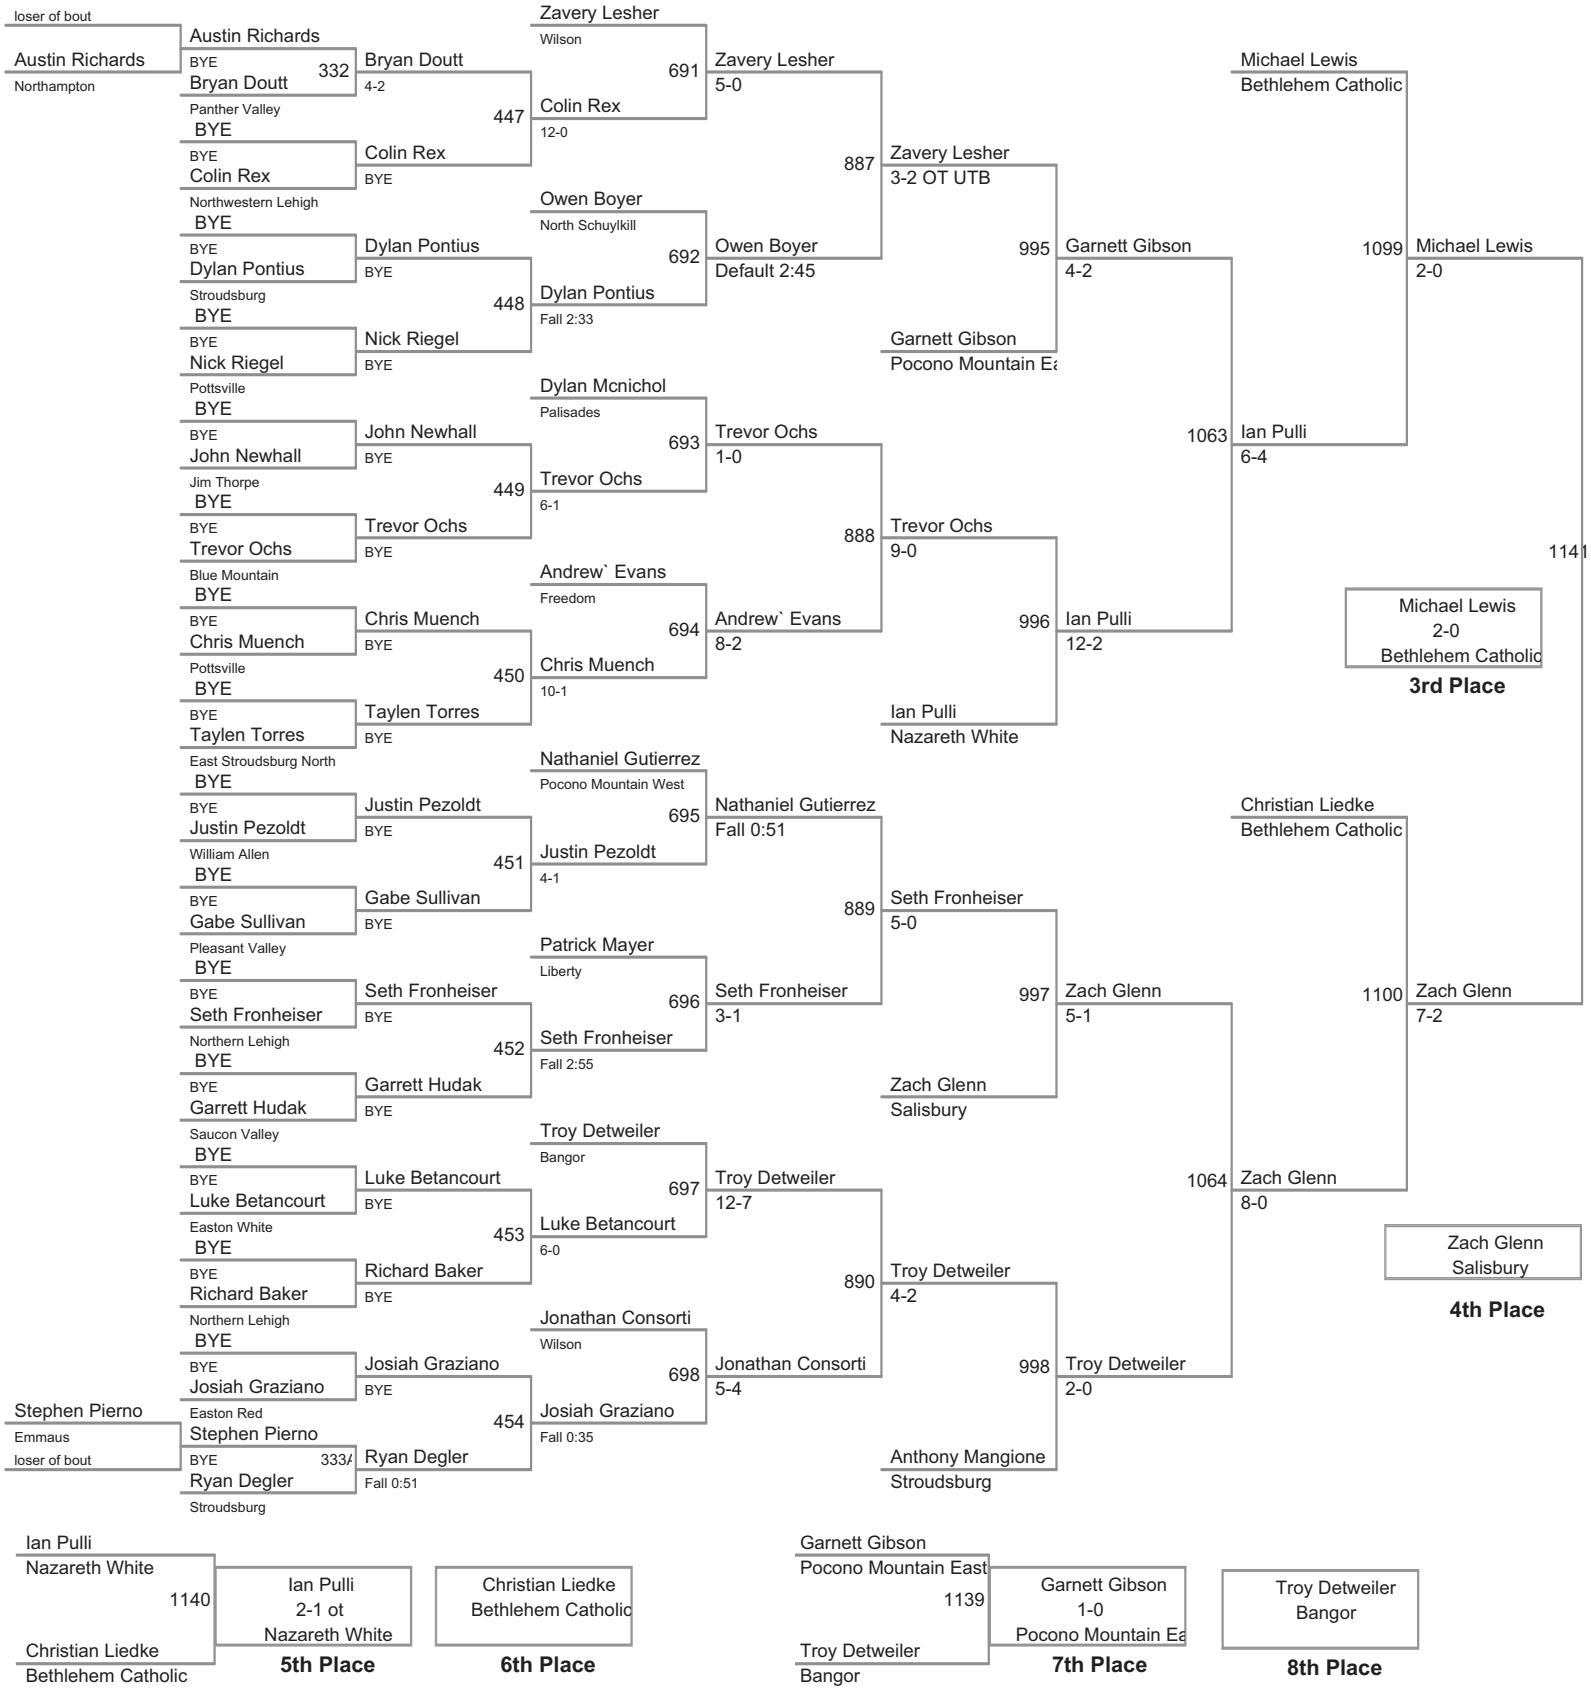 loser of bout
Austin Richards
Northampton
Austin Richards
BYE
332
Bryan Doutt
Panther Valley
BYE
BYE
Colin Rex
Northwestern Lehigh
BYE
BYE
Dylan Pontius
Stroudsburg
BYE
BYE
Nick Riegel
Pottsville
BYE
BYE
John Newhall
Jim Thorpe
BYE
BYE
Trevor Ochs
Blue Mountain
BYE
BYE
Chris Muench
Pottsville
BYE
BYE
Taylen Torres
East Stroudsburg North
BYE
BYE
Justin Pezoldt
William Allen
BYE
BYE
Gabe Sullivan
Pleasant Valley
BYE
BYE
Seth Fronheiser
Northern Lehigh
BYE
BYE
Garrett Hudak
Saucon Valley
BYE
BYE
Luke Betancourt
Easton White
BYE
BYE
Richard Baker
Northern Lehigh
BYE
BYE
Josiah Graziano
Easton Red
Stephen Pierno
Emmaus
loser of bout
Stephen Pierno
BYE
333A
Ryan Degler
Stroudsburg
Bryan Doutt
4-2
447
Colin Rex
BYE
Dylan Pontius
BYE
448
Nick Riegel
BYE
John Newhall
BYE
449
Trevor Ochs
BYE
Chris Muench
BYE
450
Taylen Torres
BYE
Justin Pezoldt
BYE
451
Gabe Sullivan
BYE
Seth Fronheiser
BYE
452
Garrett Hudak
BYE
Luke Betancourt
BYE
453
Richard Baker
BYE
Josiah Graziano
BYE
454
Ryan Degler
Fall 0:51
Zavery Lesher
Wilson
691
Colin Rex
12-0
Owen Boyer
North Schuylkill
692
Dylan Pontius
Fall 2:33
Dylan Mcnichol
Palisades
693
Trevor Ochs
6-1
Andrew` Evans
Freedom
694
Chris Muench
10-1
Nathaniel Gutierrez
Pocono Mountain West
695
Justin Pezoldt
4-1
Patrick Mayer
Liberty
696
Seth Fronheiser
Fall 2:55
Troy Detweiler
Bangor
697
Luke Betancourt
6-0
Jonathan Consorti
Wilson
698
Josiah Graziano
Fall 0:35
Zavery Lesher
5-0
887
Owen Boyer
Default 2:45
Trevor Ochs
1-0
888
Andrew` Evans
8-2
Nathaniel Gutierrez
Fall 0:51
889
Seth Fronheiser
3-1
Troy Detweiler
12-7
890
Jonathan Consorti
5-4
Zavery Lesher
3-2 OT UTB
995
Garnett Gibson
Pocono Mountain Ea
Trevor Ochs
9-0
996
Ian Pulli
Nazareth White
Seth Fronheiser
5-0
997
Zach Glenn
Salisbury
Troy Detweiler
4-2
998
Anthony Mangione
Stroudsburg
Garnett Gibson
4-2
1063
Ian Pulli
12-2
Zach Glenn
5-1
1064
Troy Detweiler
2-0
Michael Lewis
Bethlehem Catholic
1099
Ian Pulli
6-4
Christian Liedke
Bethlehem Catholic
1100
Zach Glenn
8-0
Michael Lewis
2-0
1141
Zach Glenn
7-2
Michael Lewis
2-0
Bethlehem Catholic
3rd Place
Zach Glenn
Salisbury
4th Place
Ian Pulli
Nazareth White
1140
Christian Liedke
Bethlehem Catholic
Ian Pulli
2-1 ot
Nazareth White
5th Place
Christian Liedke
Bethlehem Catholic
6th Place
Garnett Gibson
Pocono Mountain East
1139
Troy Detweiler
Bangor
Garnett Gibson
1-0
Pocono Mountain Ea
7th Place
Troy Detweiler
Bangor
8th Place